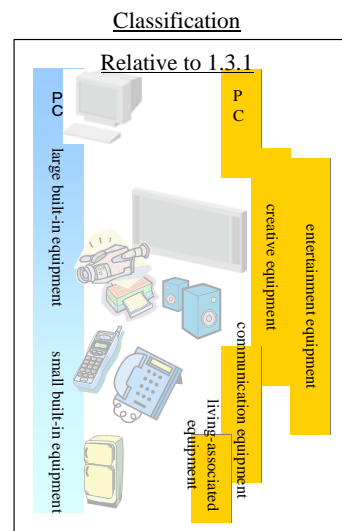 Classification
Relative to 1.3.1
PC
large built-in equipment
small built-in equipment
P
C
creative equipment
entertainment equipment
communication equipment
living-associated
equipment